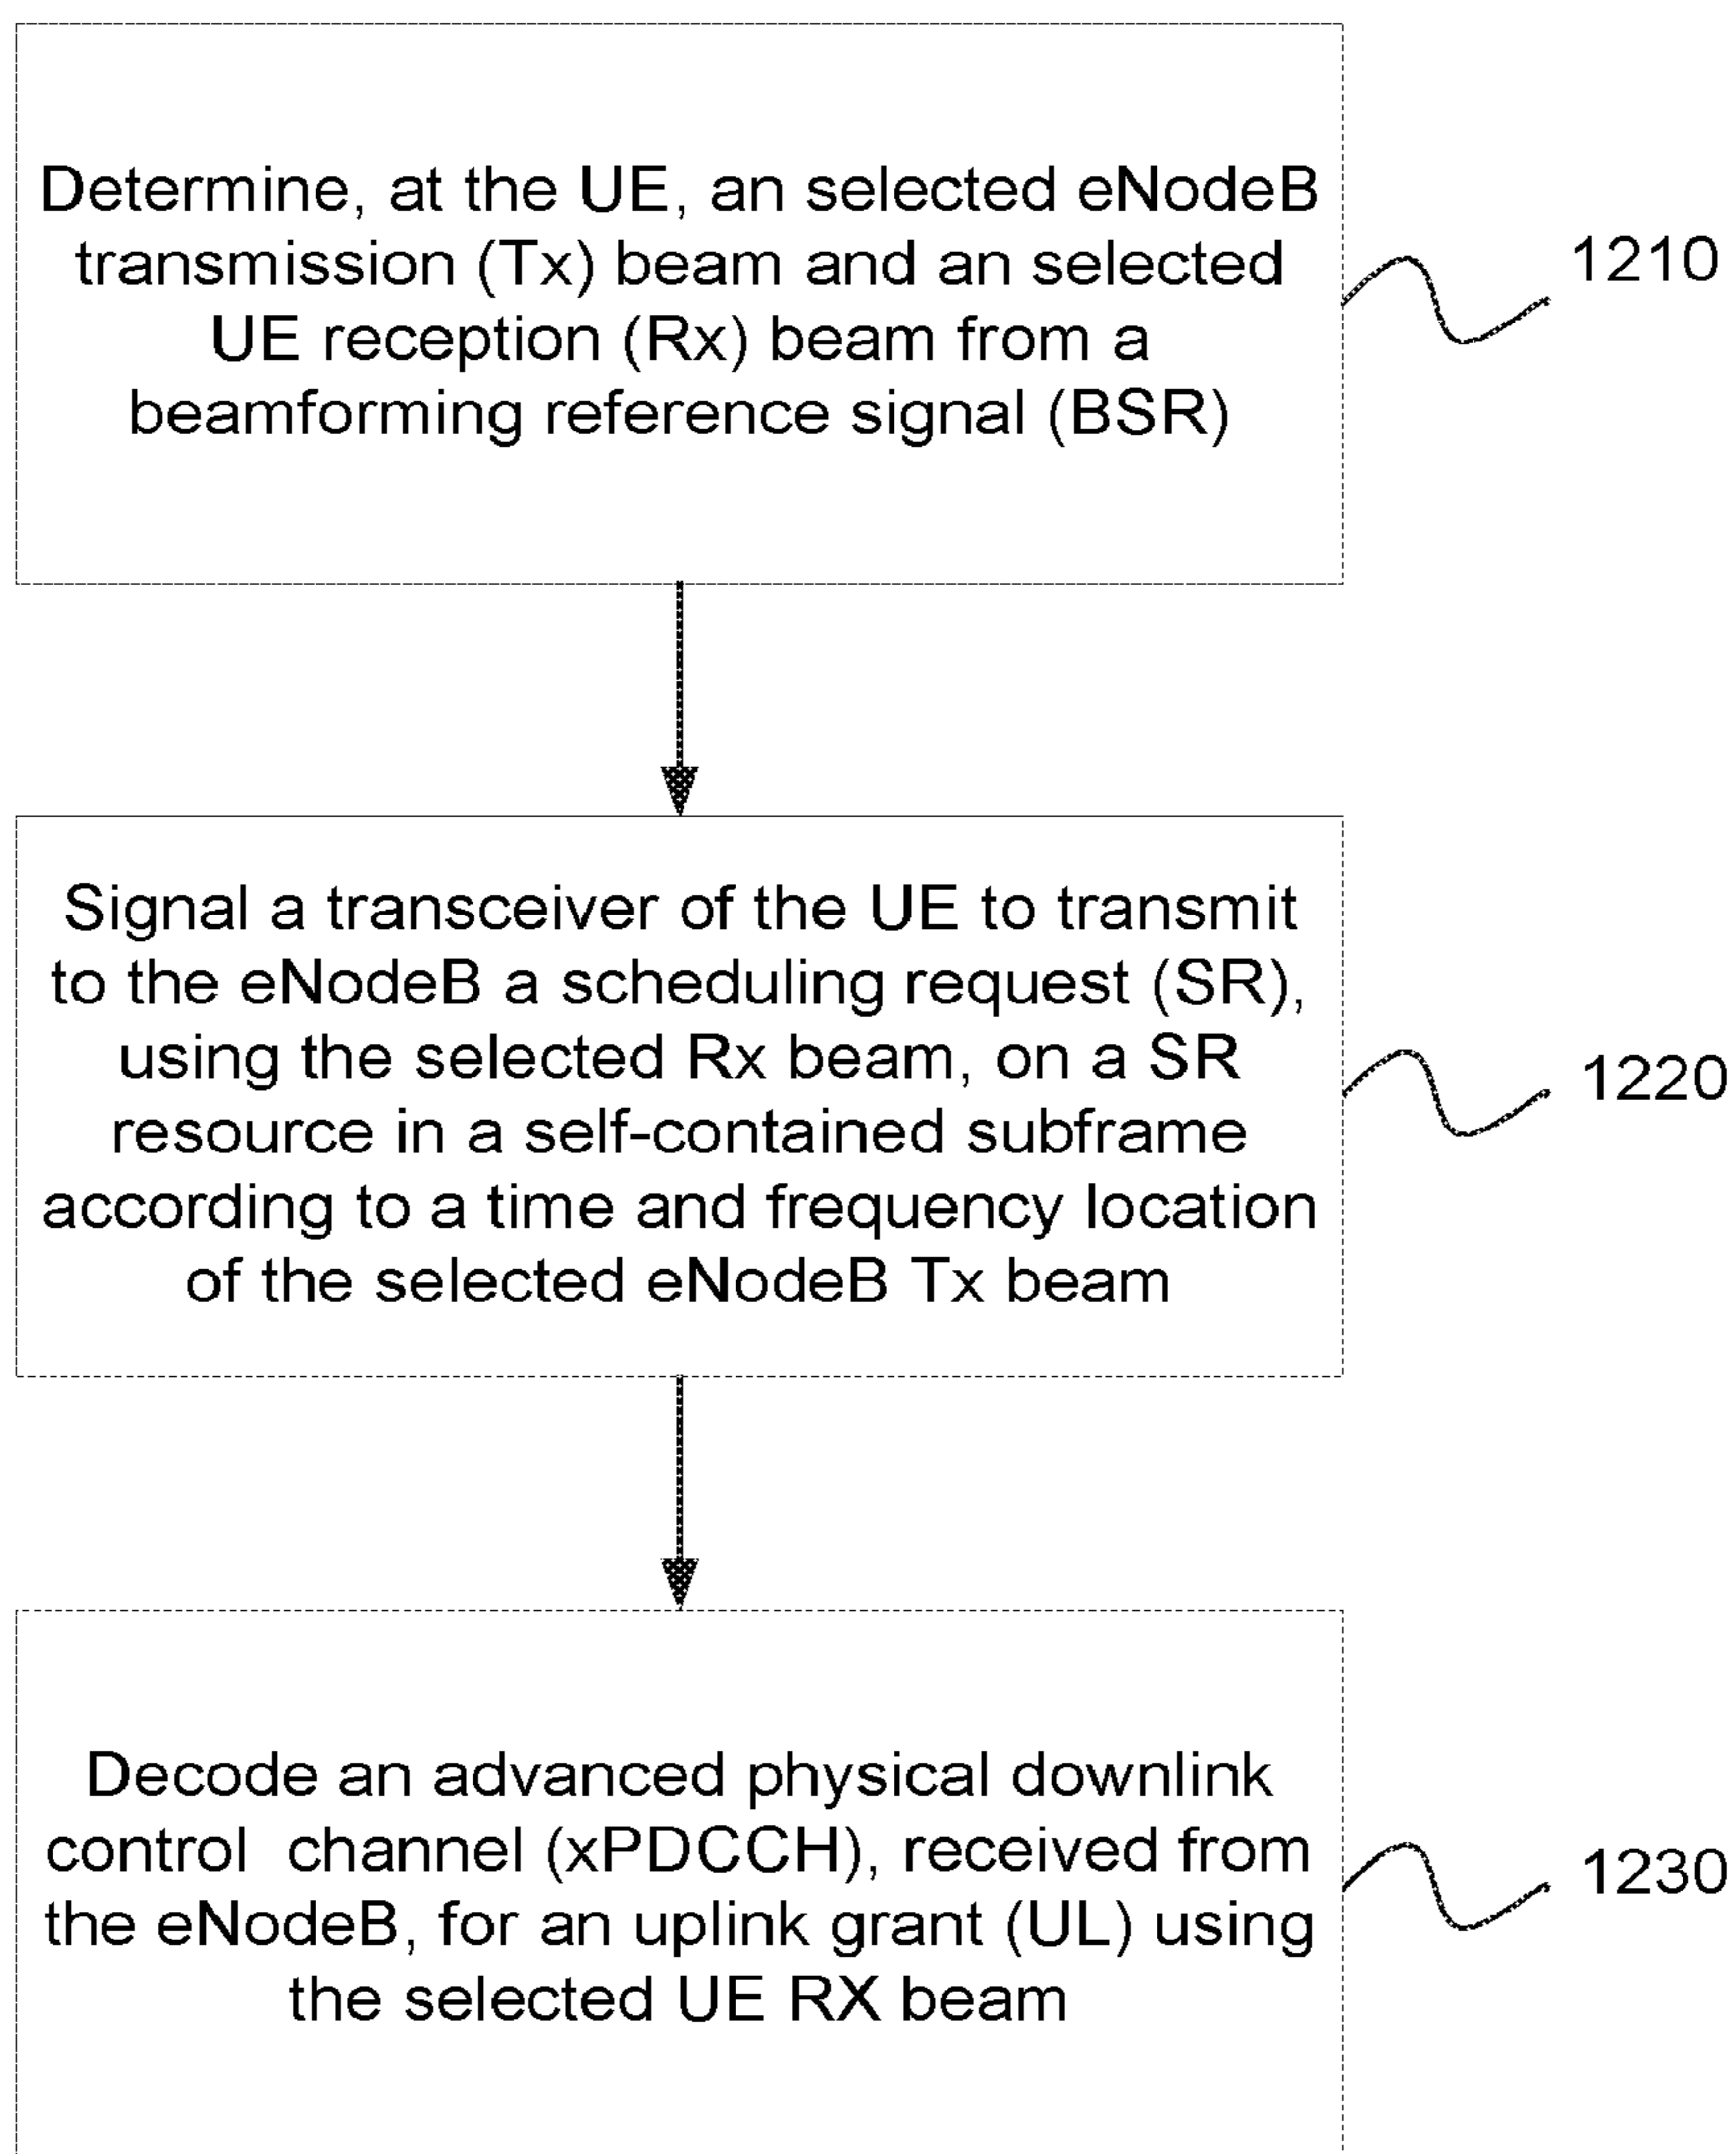 Determine, at the UE, an selected eNodeB
transmission (Tx) beam and an selected
UE reception (Rx) beam from a
beamforming reference signal (BSR)
1210
Signal a transceiver of the UE to transmit
to the eNodeB a scheduling request (SR),
using the selected Rx beam, on a SR
resource in a self-contained subframe
according to a time and frequency location
of the selected eNodeB Tx beam
1220
Decode an advanced physical downlink
control channel (xPDCCH), received from
the eNodeB, for an uplink grant (UL) using
the selected UE RX beam
1230